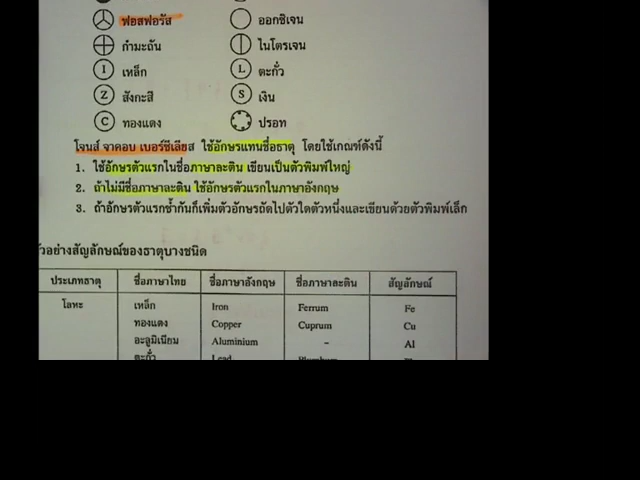 ฟอสฟอรัส ออกซิเจน
กำมะถัน ไนโตรเจน
I เหล็ก L ตะกั่ว
Z สังกะสี S เงิน
C ทองแดง ปรอท
โจนส์ จาคอบ เบอร์ซีเลียส ใช้อักษรแทนชื่อธาตุ โดยใช้เกณฑ์ดังนี้
1. ใช้อักษรตัวแรกในชื่อภาษาละติน เขียนเป็นตัวพิมพ์ใหญ่
2. ถ้าไม่มีชื่อภาษาละติน ใช้อักษรตัวแรกในภาษาอังกฤษ
3. ถ้าอักษรตัวแรกซ้ำกันก็เพิ่มตัวอักษรถัดไปตัวใดตัวหนึ่งและเขียนด้วยตัวพิมพ์เล็ก
ตัวอย่างสัญลักษณ์ของธาตุบางชนิด
ประเภทธาตุ ชื่อภาษาไทย ชื่อภาษาอังกฤษ ชื่อภาษาละติน สัญลักษณ์
โลหะ เหล็ก Iron Ferrum Fe
ทองแดง Copper Cuprum Cu
อะลูมิเนียม Aluminium - Al
ตะกั่ว Lead